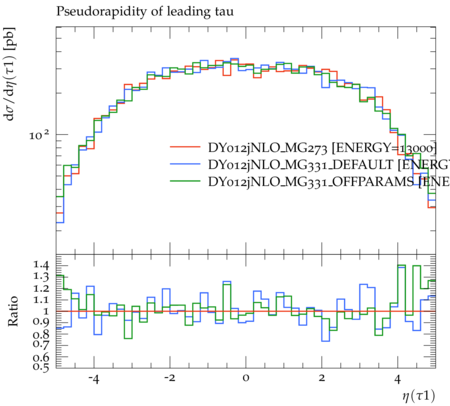 Pseudorapidity of leading tau
dσ/dη(τ1) [pb]
10²
DY012jNLO_MG273 [ENERGY=13000]
DY012jNLO_MG331_DEFAULT [ENERGY
DY012jNLO_MG331_OFFPARAMS [ENE
Ratio
1.4
1.3
1.2
1.1
1
0.9
0.8
0.7
0.6
0.5
-4 -2 0 2 4
η(τ1)